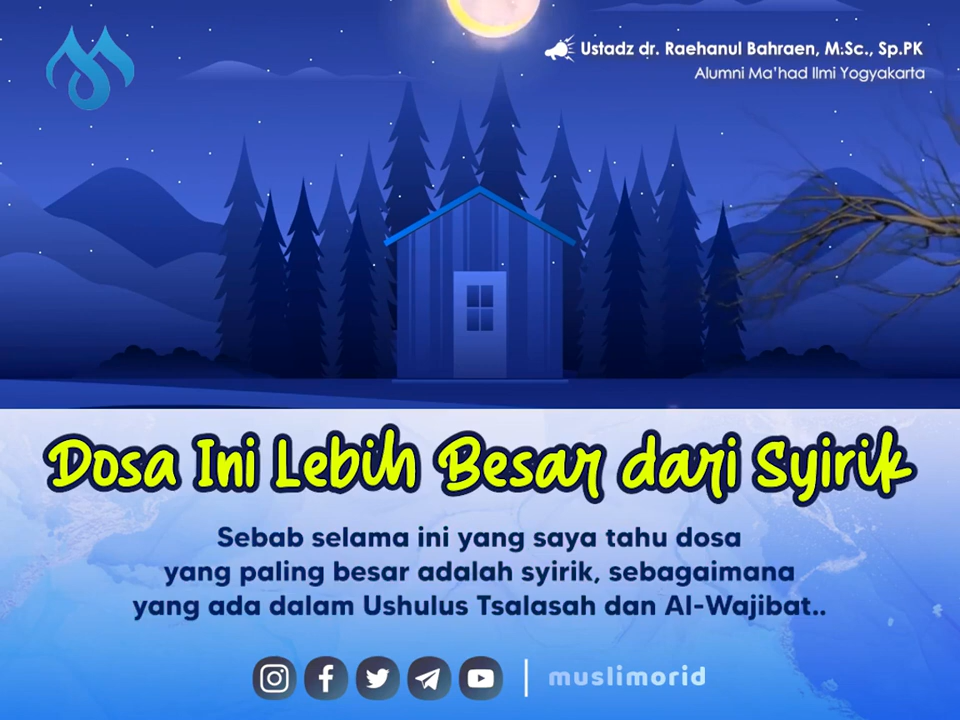 Ustadz dr. Raehanul Bahraen, M.Sc., Sp.PK
Alumni Ma'had Ilmi Yogyakarta
Dosa Ini Lebih Besar dari Syirik
Sebab selama ini yang saya tahu dosa
yang paling besar adalah syirik, sebagaimana
yang ada dalam Ushulus Tsalasah dan Al-Wajibat..
muslimorid